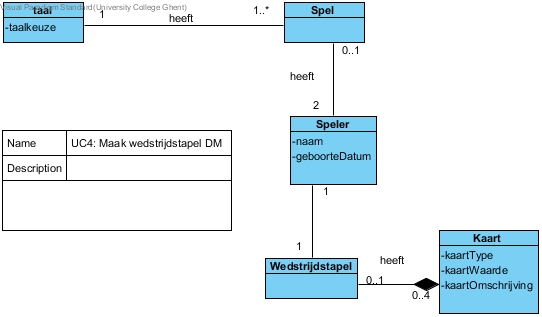 Visual Paradigm Standard(University College Ghent)
taal
-taalkeuze
1
heeft
1..*
Spel
0..1
heeft
2
Speler
-naam
-geboorteDatum
Name UC4: Maak wedstrijdstapel DM
Description
1
1
Wedstrijdstapel
0..1
heeft
0..4
Kaart
-kaartType
-kaartWaarde
-kaartOmschrijving